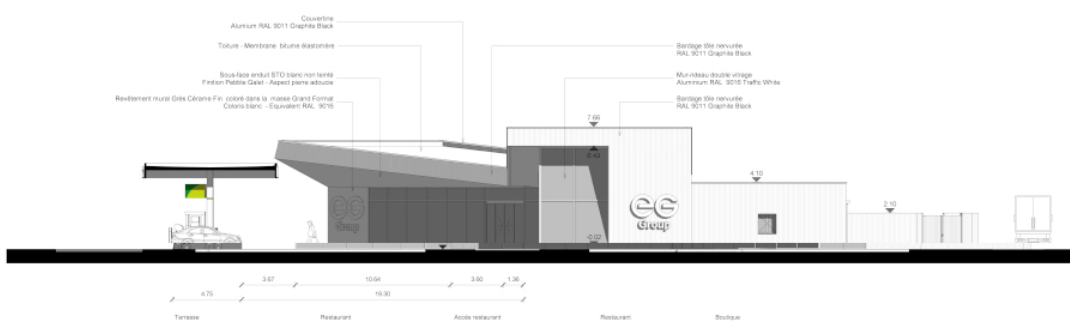 Couvertine
Alumium RAL 9011 Graphite Black
Toiture - Membrane bitume élastomère
Sous-face enduit STO blanc non teinté
Finition Pebble Galet - Aspect pierre adoucie
Revêtement mural Grès Cérame Fin coloré dans la masse Grand Format
Coloris blanc - Equivalent RAL 9016
Bardage tôle nervurée
RAL 9011 Graphite Black
Mur-rideau double vitrage
Aluminium RAL 9016 Traffic White
Bardage tôle nervurée
RAL 9011 Graphite Black
7.66
6.43
4.10
2.10
EG
Group
EG
Group
-0.02
3.67
10.64
3.60
1.36
4.75
19.30
Terrasse
Restaurant
Accès restaurant
Restaurant
Boutique